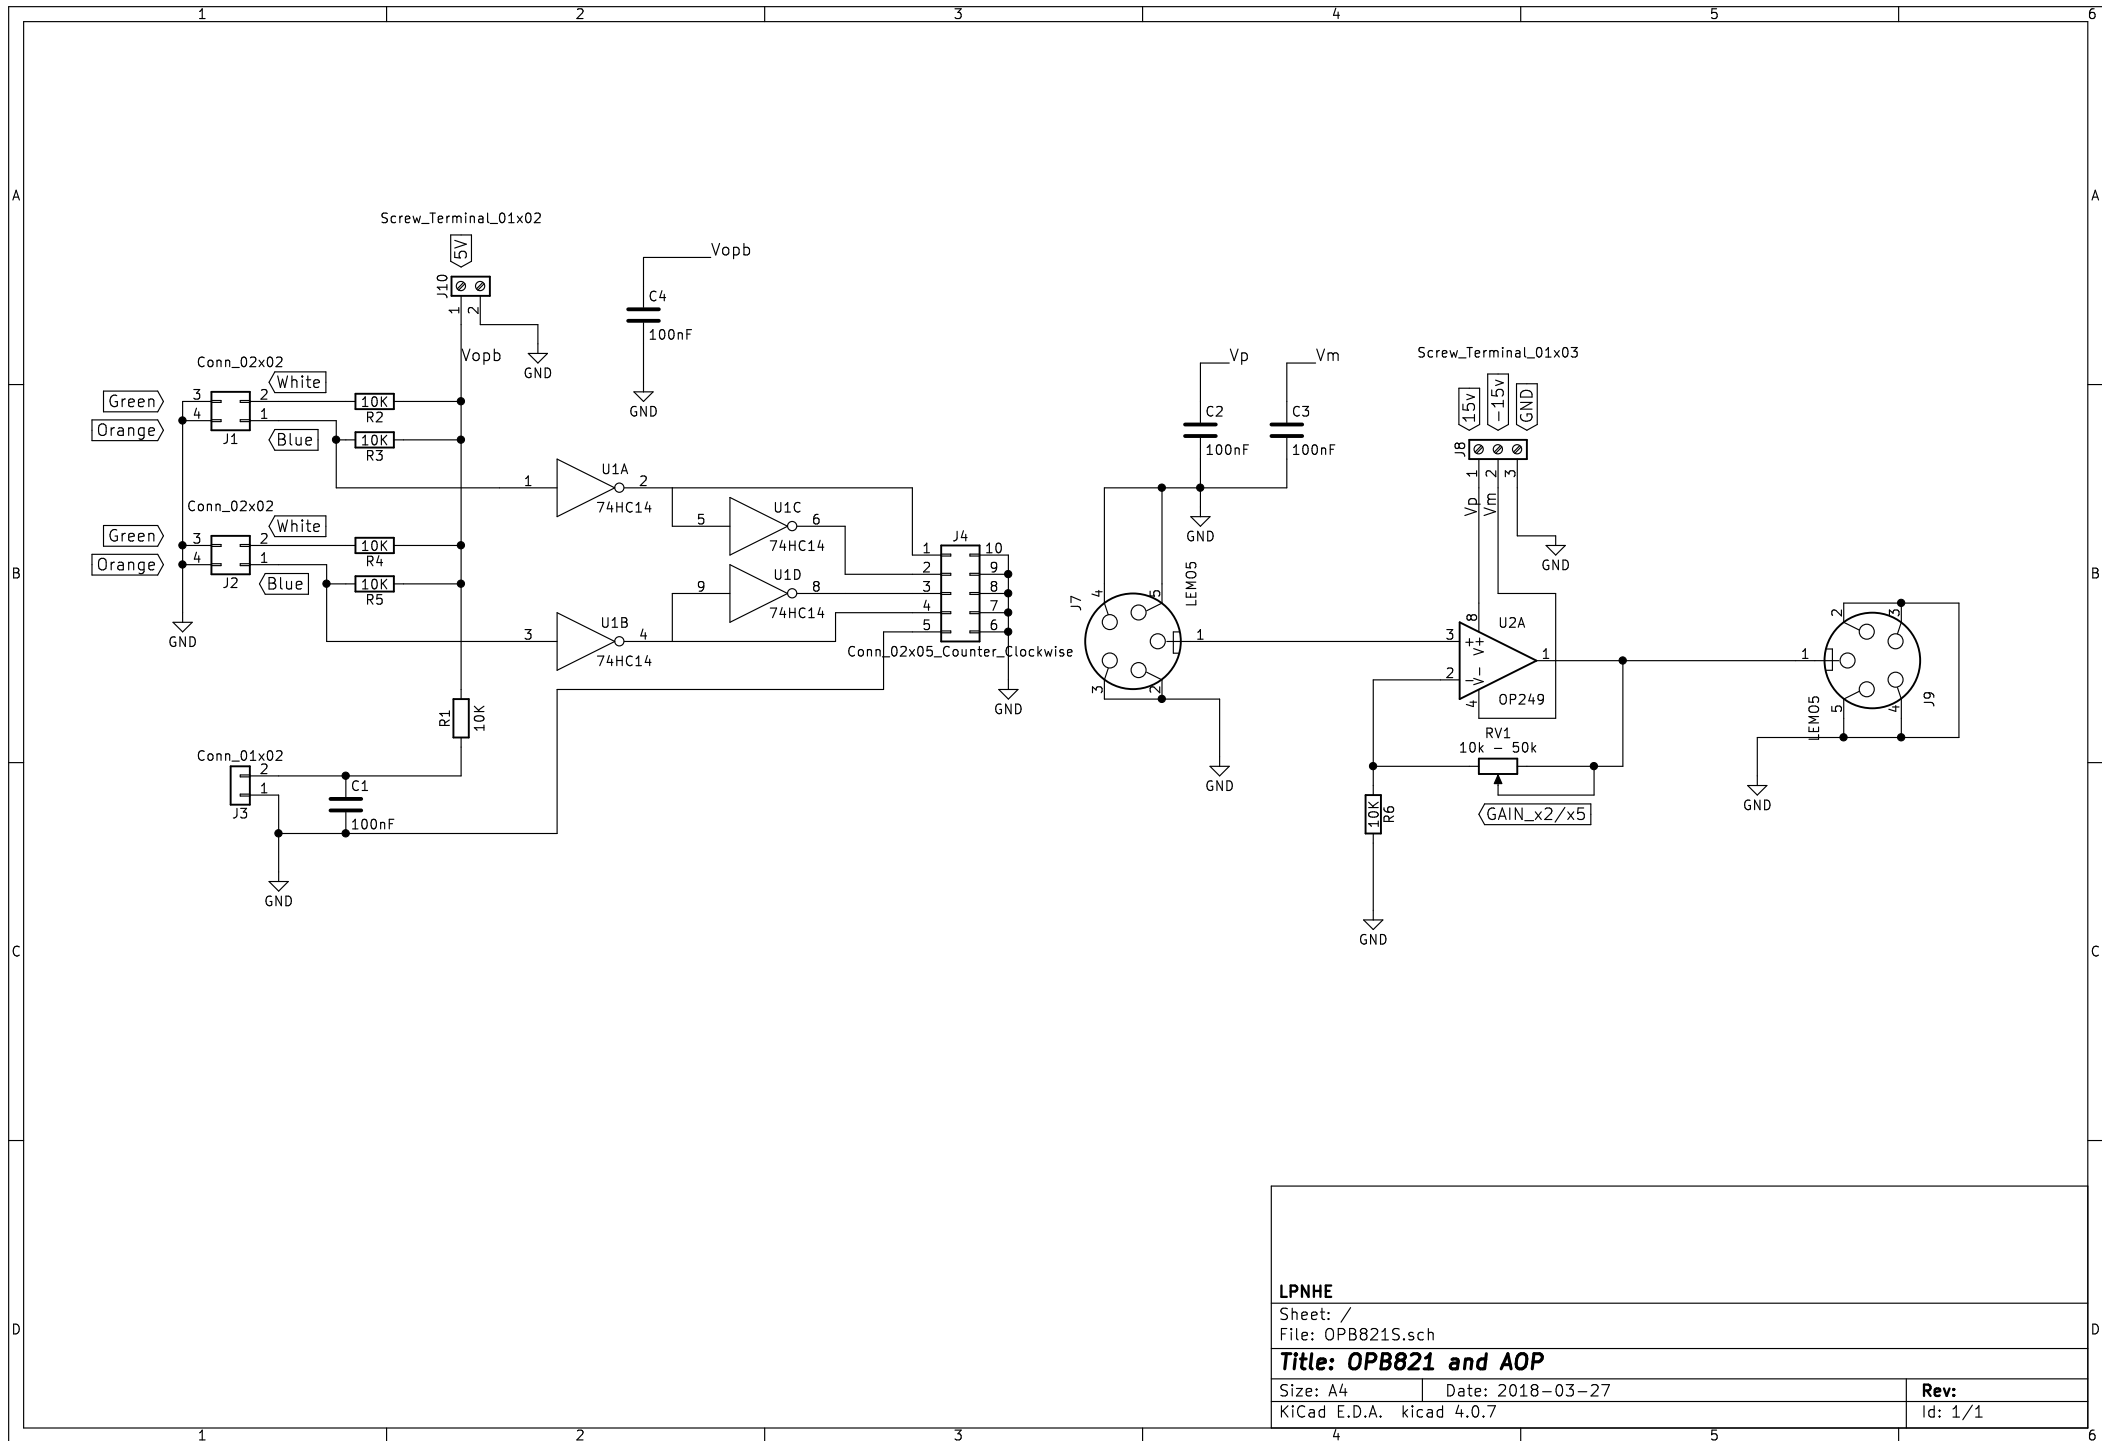 1 2 3 4 5 6
A A
Screw_Terminal_01x02
5V
J10
1 2
Vopb
GND
Vopb
C4
100nF
GND
Conn_02x02
Green
Orange
3 2
4 1
J1
White
Blue
10K
R2
10K
R3
Conn_02x02
Green
Orange
3 2
4 1
J2
White
Blue
10K
R4
10K
R5
GND
1 U1A 2
74HC14
5 U1C 6
74HC14
9 U1D 8
74HC14
3 U1B 4
74HC14
J4
1 10
2 9
3 8
4 7
5 6
Conn_02x05_Counter_Clockwise
GND
R1
10K
Conn_01x02
2
1
J3
C1
100nF
GND
Vp
C2
100nF
Vm
C3
100nF
GND
J7
LEMO5
4 5
1
3 2
GND
Screw_Terminal_01x03
15v
-15v
GND
J8
1 2 3
Vp
Vm
GND
U2A
8
3 + V+
2 - V-
4
1
OP249
RV1
10k - 50k
GAIN_x2/x5
10K
R6
GND
2 3
1
5 4
LEMO5
J9
GND
B B
C C
D D
LPNHE
Sheet: /
File: OPB821S.sch
Title: OPB821 and AOP
Size: A4 Date: 2018-03-27 Rev:
KiCad E.D.A. kicad 4.0.7 Id: 1/1
1 2 3 4 5 6